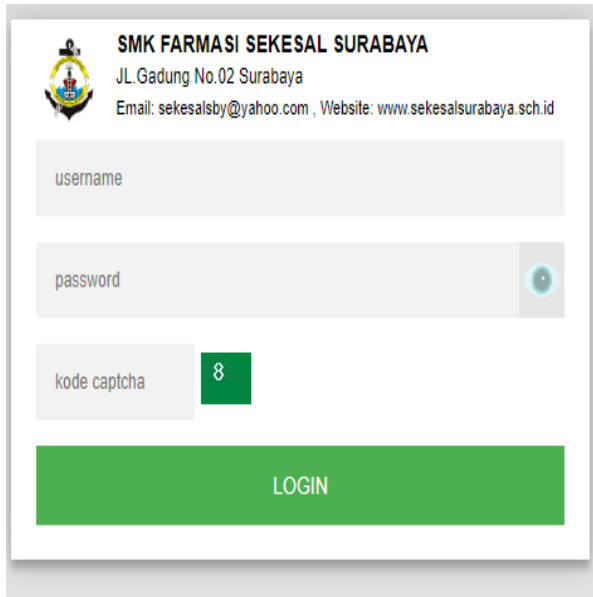 SMK FARMASI SEKESAL SURABAYA
JL.Gadung No.02 Surabaya
Email: sekesalsby@yahoo.com , Website: www.sekesalsurabaya.sch.id
username
password
kode captcha 8
LOGIN